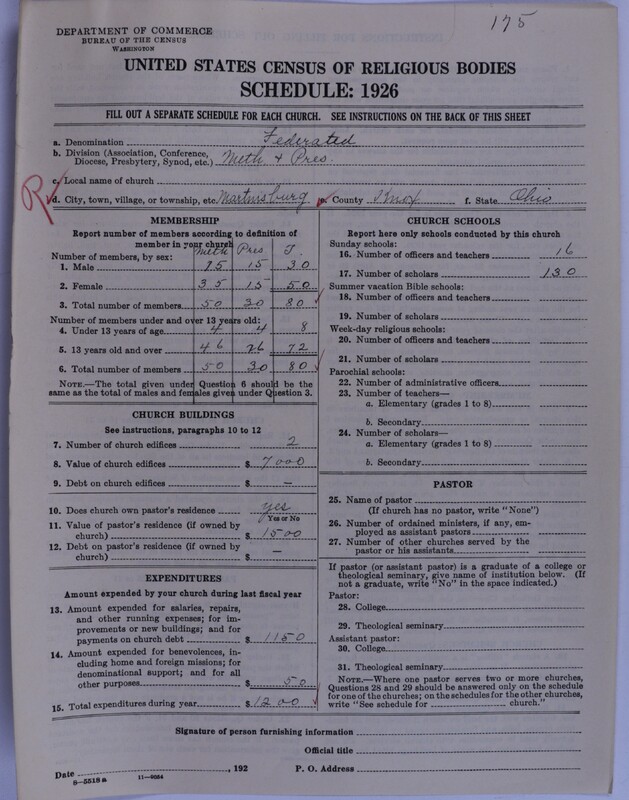 175
DEPARTMENT OF COMMERCE
BUREAU OF THE CENSUS
WASHINGTON
UNITED STATES CENSUS OF RELIGIOUS BODIES
SCHEDULE: 1926
FILL OUT A SEPARATE SCHEDULE FOR EACH CHURCH. SEE INSTRUCTIONS ON THE BACK OF THIS SHEET
a. Denomination Federated
b. Division (Association, Conference,
Diocese, Presbytery, Synod, etc.) Meth & Pres.
c. Local name of church
d. City, town, village, or township, etc. Martinsburg e. County Knox f. State Ohio
MEMBERSHIP
Report number of members according to definition of
member in your church
Meth Pres T.
Number of members, by sex:
1. Male 15 15 30
2. Female 35 15 50
3. Total number of members 50 30 80
Number of members under and over 13 years old:
4. Under 13 years of age 4 4 8
5. 13 years old and over 46 26 72
6. Total number of members 50 30 80
NOTE.—The total given under Question 6 should be the
same as the total of males and females given under Question 3.
CHURCH BUILDINGS
See instructions, paragraphs 10 to 12
7. Number of church edifices 2
8. Value of church edifices $ 7000
9. Debt on church edifices $ —
10. Does church own pastor's residence yes
Yes or No
11. Value of pastor's residence (if owned by
church) $ 1500
12. Debt on pastor's residence (if owned by
church) $ —
EXPENDITURES
Amount expended by your church during last fiscal year
13. Amount expended for salaries, repairs,
and other running expenses; for im-
provements or new buildings; and for
payments on church debt $ 1150
14. Amount expended for benevolences, in-
cluding home and foreign missions; for
denominational support; and for all
other purposes $ 50
15. Total expenditures during year $ 1200
CHURCH SCHOOLS
Report here only schools conducted by this church
Sunday schools:
16. Number of officers and teachers 16
17. Number of scholars 130
Summer vacation Bible schools:
18. Number of officers and teachers
19. Number of scholars
Week-day religious schools:
20. Number of officers and teachers
21. Number of scholars
Parochial schools:
22. Number of administrative officers
23. Number of teachers—
a. Elementary (grades 1 to 8)
b. Secondary
24. Number of scholars—
a. Elementary (grades 1 to 8)
b. Secondary
PASTOR
25. Name of pastor
(If church has no pastor, write "None")
26. Number of ordained ministers, if any, em-
ployed as assistant pastors
27. Number of other churches served by the
pastor or his assistants
If pastor (or assistant pastor) is a graduate of a college or
theological seminary, give name of institution below. (If
not a graduate, write "No" in the space indicated.)
Pastor:
28. College
29. Theological seminary
Assistant pastor:
30. College
31. Theological seminary
NOTE.—Where one pastor serves two or more churches,
Questions 28 and 29 should be answered only on the schedule
for one of the churches; on the schedules for the other churches,
write "See schedule for church."
Signature of person furnishing information
Official title
Date , 192 P. O. Address
8—5518a 11—9084